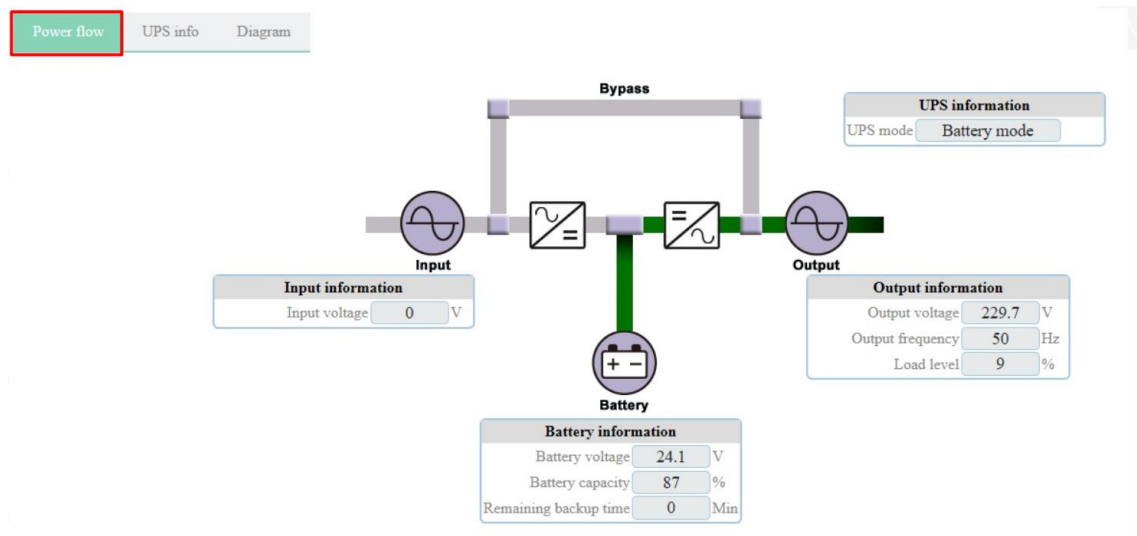 Power flow UPS info Diagram
Bypass
UPS information
UPS mode Battery mode
Input
Output
Input information
Input voltage 0 V
Output information
Output voltage 229.7 V
Output frequency 50 Hz
Load level 9 %
Battery
Battery information
Battery voltage 24.1 V
Battery capacity 87 %
Remaining backup time 0 Min